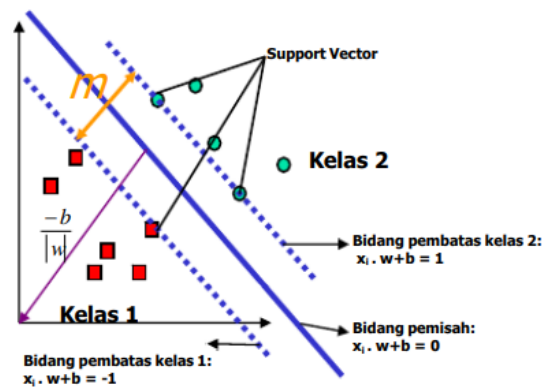 Support Vector
m
Kelas 2
-b
|w|
Bidang pembatas kelas 2:
xᵢ . w+b = 1
Kelas 1
Bidang pemisah:
xᵢ . w+b = 0
Bidang pembatas kelas 1:
xᵢ . w+b = -1